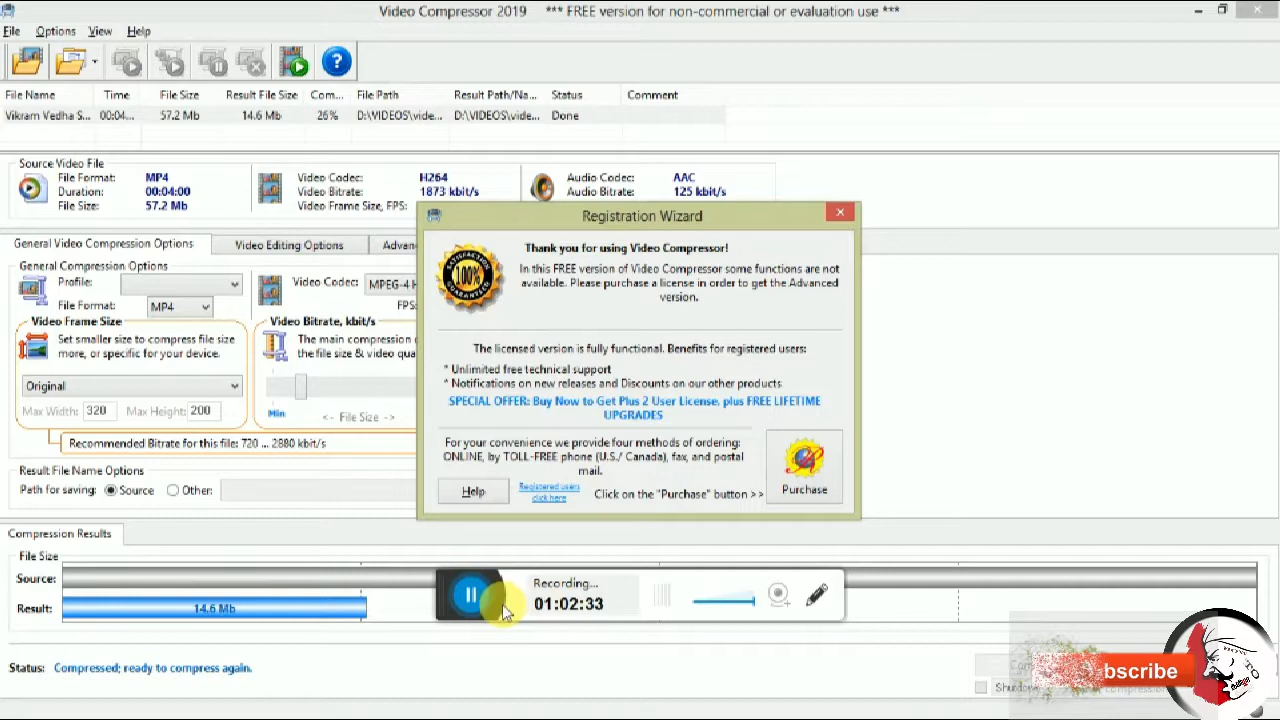 Video Compressor 2019 *** FREE version for non-commercial or evaluation use ***
File Options View Help
File Name Time File Size Result File Size Com... File Path Result Path/Na... Status Comment
Vikram Vedha S... 00:04... 57.2 Mb 14.6 Mb 26% D:\VIDEOS\vide... D:\VIDEOS\vide... Done
Source Video File
File Format: MP4 Video Codec: H264 Audio Codec: AAC
Duration: 00:04:00 Video Bitrate: 1873 kbit/s Audio Bitrate: 125 kbit/s
File Size: 57.2 Mb Video Frame Size, FPS:
Registration Wizard
Thank you for using Video Compressor!
In this FREE version of Video Compressor some functions are not
available. Please purchase a license in order to get the Advanced
version.
SATISFACTION
100%
GUARANTEED
The licensed version is fully functional. Benefits for registered users:
* Unlimited free technical support
* Notifications on new releases and Discounts on our other products
SPECIAL OFFER: Buy Now to Get Plus 2 User License, plus FREE LIFETIME
UPGRADES
For your convenience we provide four methods of ordering:
ONLINE, by TOLL-FREE phone (U.S./ Canada), fax, and postal
mail.
Help
Registered users
click here
Click on the "Purchase" button >>
Purchase
General Video Compression Options Video Editing Options Advan
General Compression Options
Profile: Video Codec: MPEG-4 H
File Format: MP4 FPS:
Video Frame Size Video Bitrate, kbit/s
Set smaller size to compress file size The main compression
more, or specific for your device. the file size & video qua
Original
Max Width: 320 Max Height: 200 Min <- File Size ->
Recommended Bitrate for this file: 720 ... 2880 kbit/s
Result File Name Options
Path for saving: Source Other:
Compression Results
File Size
Source:
Result: 14.6 Mb
Recording...
01:02:33
Status: Compressed; ready to compress again.
bscribe